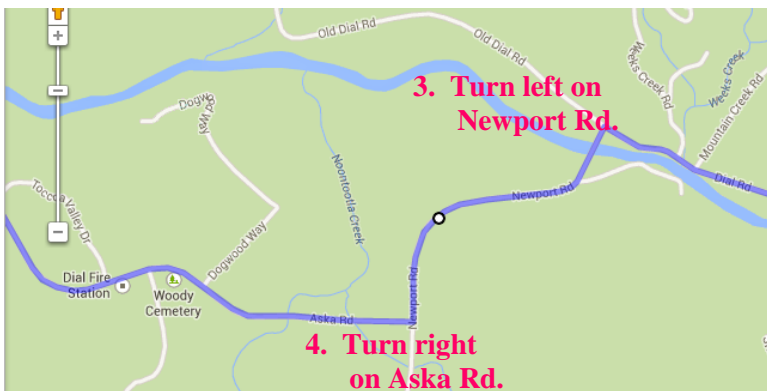 Old Dial Rd
Old Dial Rd
Weeks Creek Rd
Weeks Creek
Mountain Creek Rd
3. Turn left on
Newport Rd.
Dogwood Way
Noontootla Creek
Newport Rd
Dial Rd
Toccoa Valley Dr
Dogwood Way
Newport Rd
Dial Fire
Station
Woody
Cemetery
Aska Rd
4. Turn right
on Aska Rd.